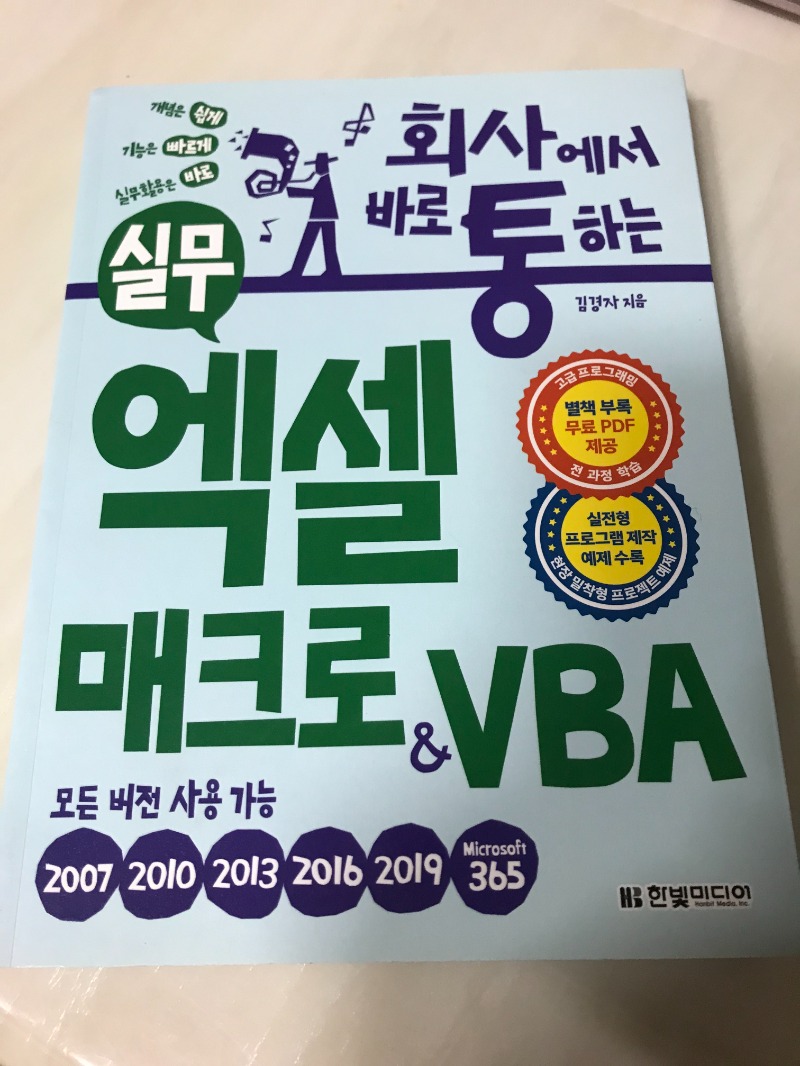 개념은 쉽게
기능은 빠르게
실무활용은 바로
회사에서
바로 통하는
김경자 지음
실무
엑셀
매크로 & VBA
고급 프로그래밍
별책 부록
무료 PDF
제공
전 과정 학습
실전형
프로그램 제작
예제 수록
현장 밀착형 프로젝트 예제
모든 버전 사용 가능
2007 2010 2013 2016 2019 Microsoft 365
HB 한빛미디어
Hanbit Media, Inc.